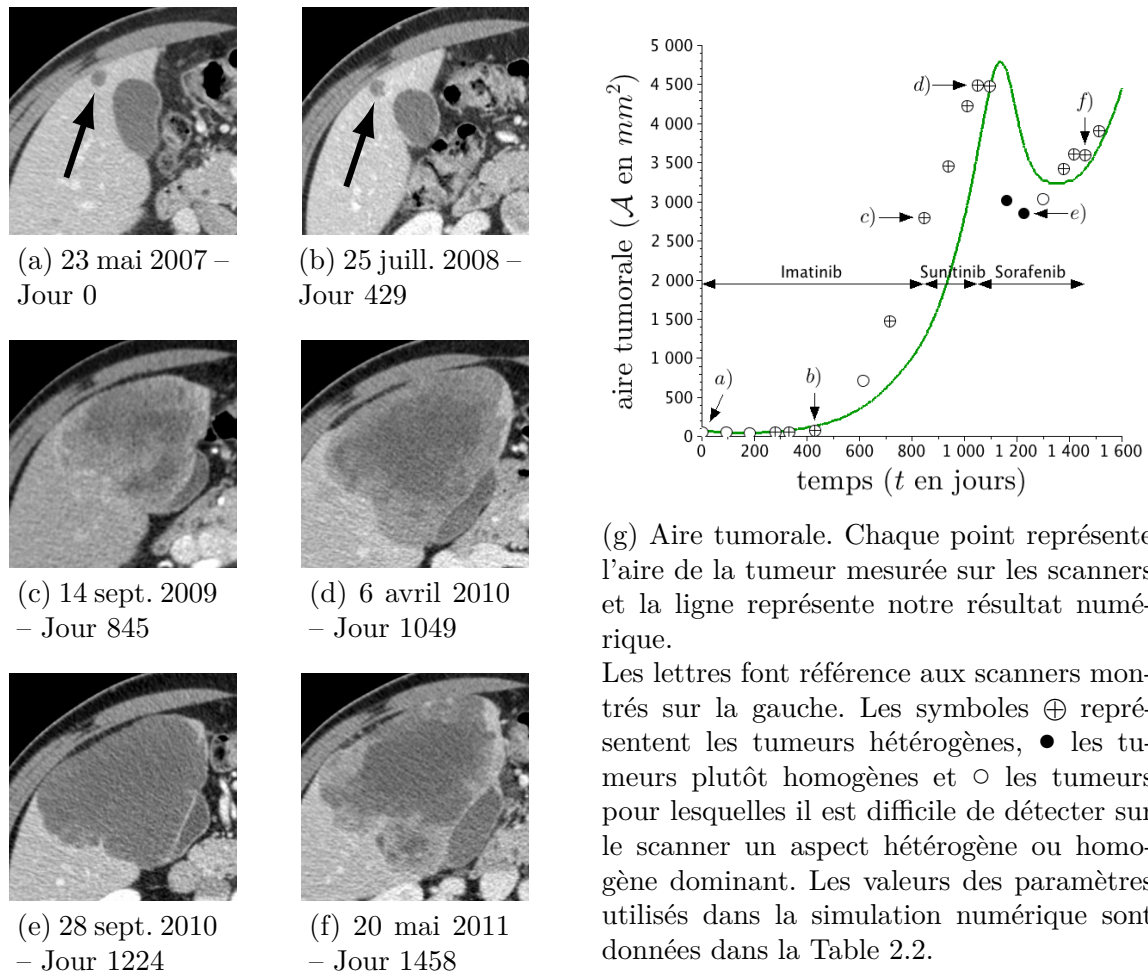 (a) 23 mai 2007 –
Jour 0
(b) 25 juill. 2008 –
Jour 429
(c) 14 sept. 2009
– Jour 845
(d) 6 avril 2010
– Jour 1049
(e) 28 sept. 2010
– Jour 1224
(f) 20 mai 2011
– Jour 1458
aire tumorale (𝒜 en mm²)
5 000
4 500
4 000
3 500
3 000
2 500
2 000
1 500
1 000
500
0
d)
f)
c)
e)
Imatinib
Sunitinib
Sorafenib
a)
b)
0
200
400
600
800
1 000
1 200
1 400
1 600
temps (t en jours)
(g) Aire tumorale. Chaque point représente
l'aire de la tumeur mesurée sur les scanners
et la ligne représente notre résultat numé-
rique.
Les lettres font référence aux scanners mon-
trés sur la gauche. Les symboles ⊕ repré-
sentent les tumeurs hétérogènes, ● les tu-
meurs plutôt homogènes et ○ les tumeurs
pour lesquelles il est difficile de détecter sur
le scanner un aspect hétérogène ou homo-
gène dominant. Les valeurs des paramètres
utilisés dans la simulation numérique sont
données dans la Table 2.2.